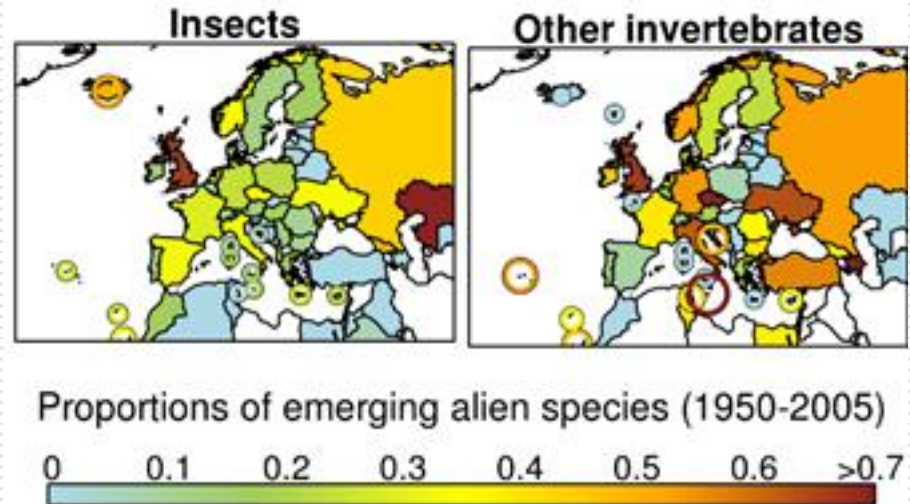 Insects
Other invertebrates
Proportions of emerging alien species (1950-2005)
0 0.1 0.2 0.3 0.4 0.5 0.6 >0.7